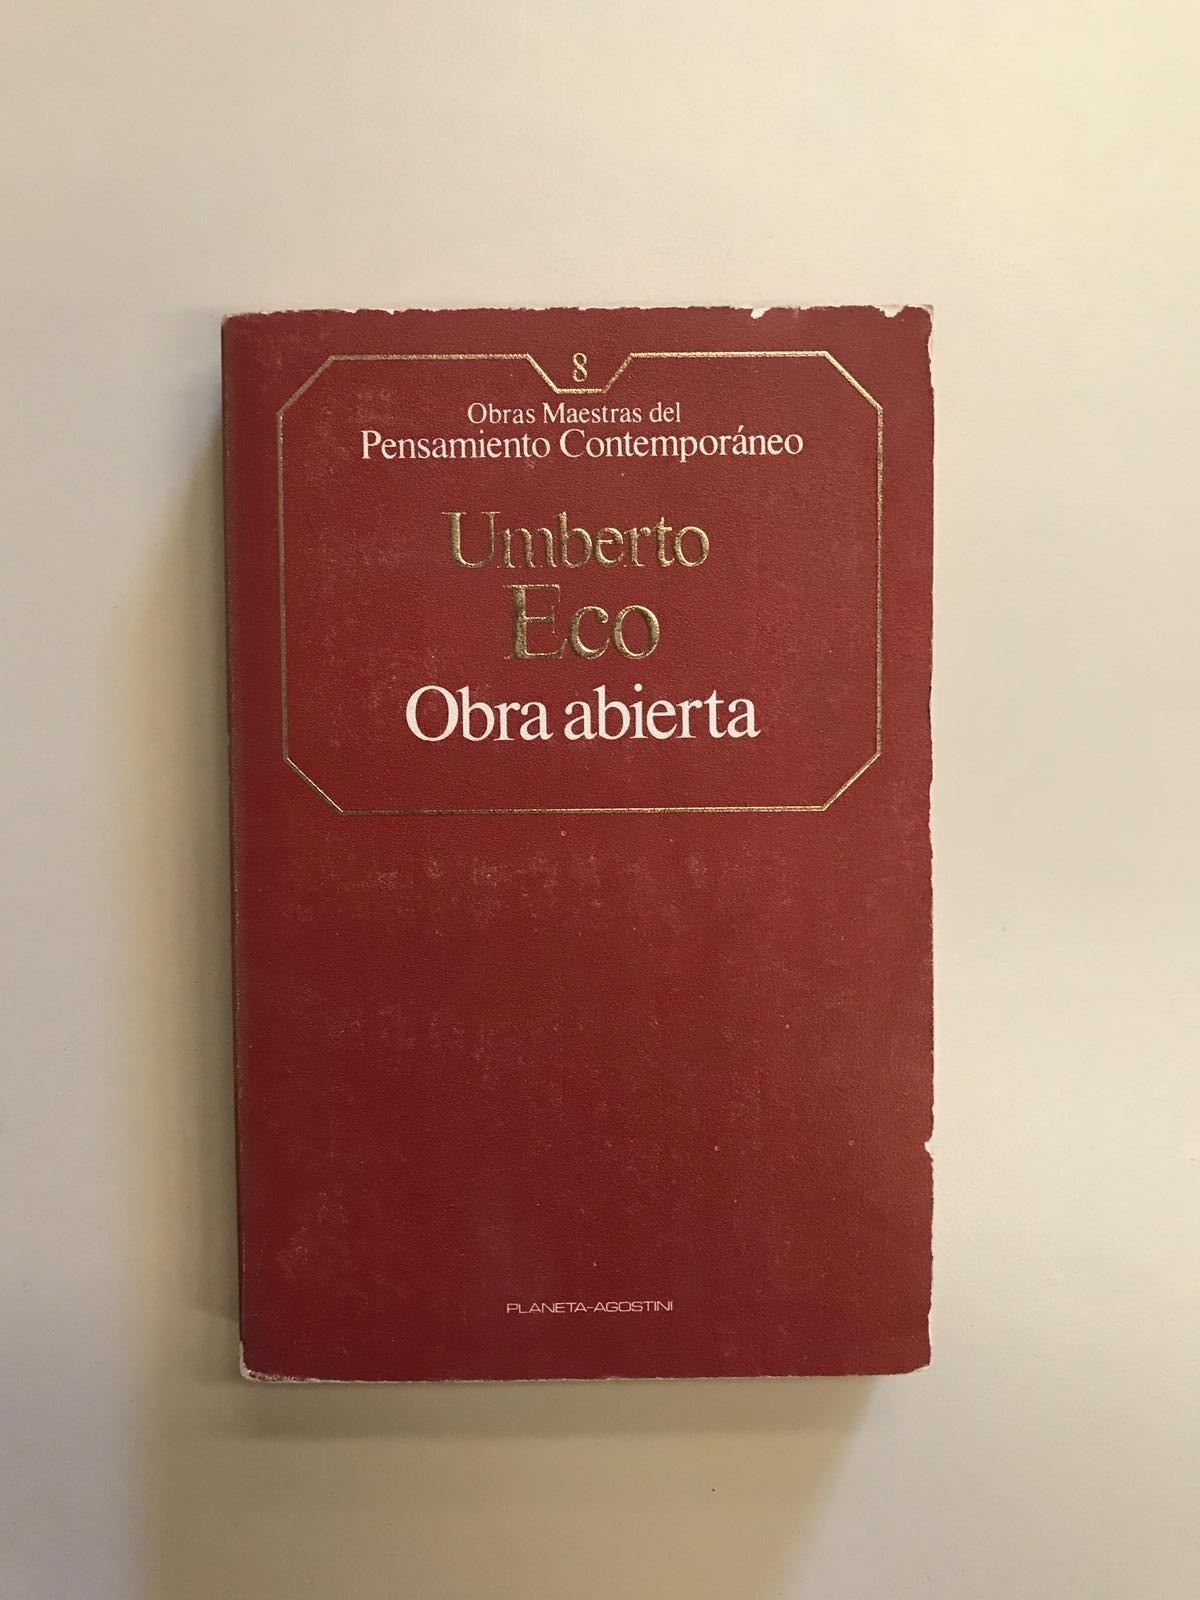 8
Obras Maestras del
Pensamiento Contemporáneo
Umberto
Eco
Obra abierta
PLANETA-AGOSTINI